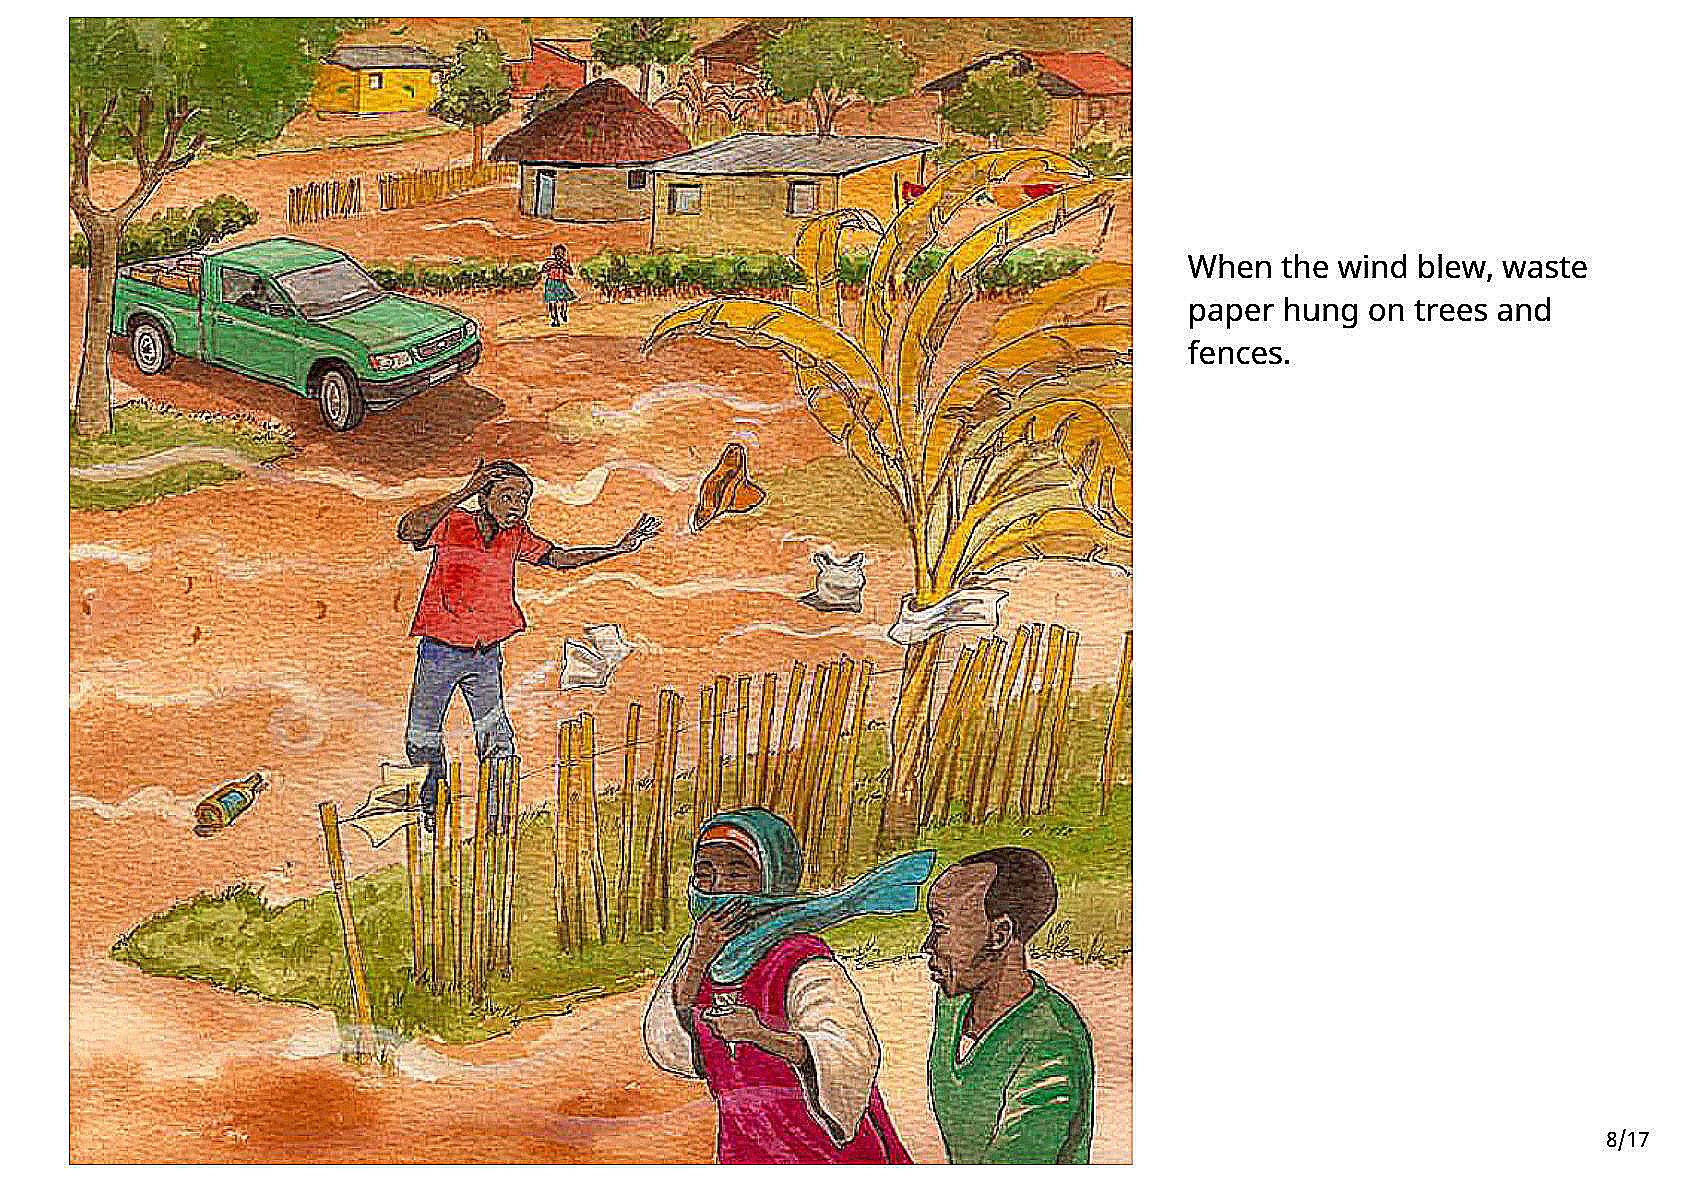 When the wind blew, waste
paper hung on trees and
fences.
8/17